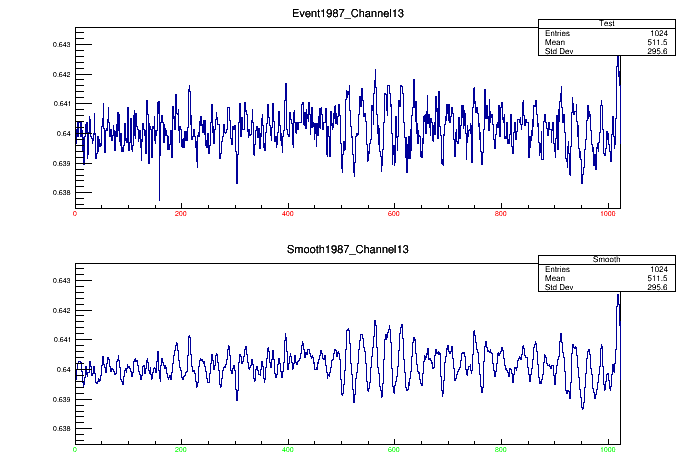 Event1987_Channel13
Test
Entries 1024
Mean 511.5
Std Dev 295.6
0.643
0.642
0.641
0.64
0.639
0.638
0 200 400 600 800 1000
Smooth1987_Channel13
Smooth
Entries 1024
Mean 511.5
Std Dev 295.6
0.643
0.642
0.641
0.64
0.639
0.638
0 200 400 600 800 1000